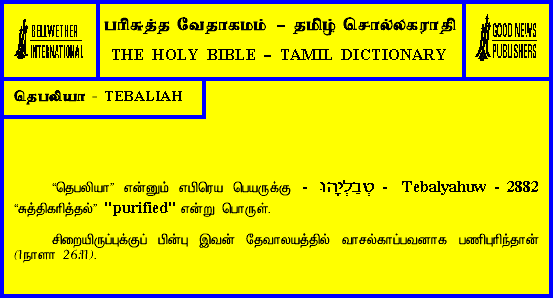 BELLWETHER
INTERNATIONAL
பரிசுத்த வேதாகமம் – தமிழ் சொல்லகராதி
THE HOLY BIBLE – TAMIL DICTIONARY
GOOD NEWS
PUBLISHERS
தெபலியா - TEBALIAH
“தெபலியா” என்னும் எபிரெய பெயருக்கு - טְבַלְיָהוּ - Tebalyahuw - 2882
“சுத்திகரித்தல்” "purified" என்று பொருள்.
சிறையிருப்புக்குப் பின்பு இவன் தேவாலயத்தில் வாசல்காப்பவனாக பணிபுரிந்தான்
(1நாளா 26:11).